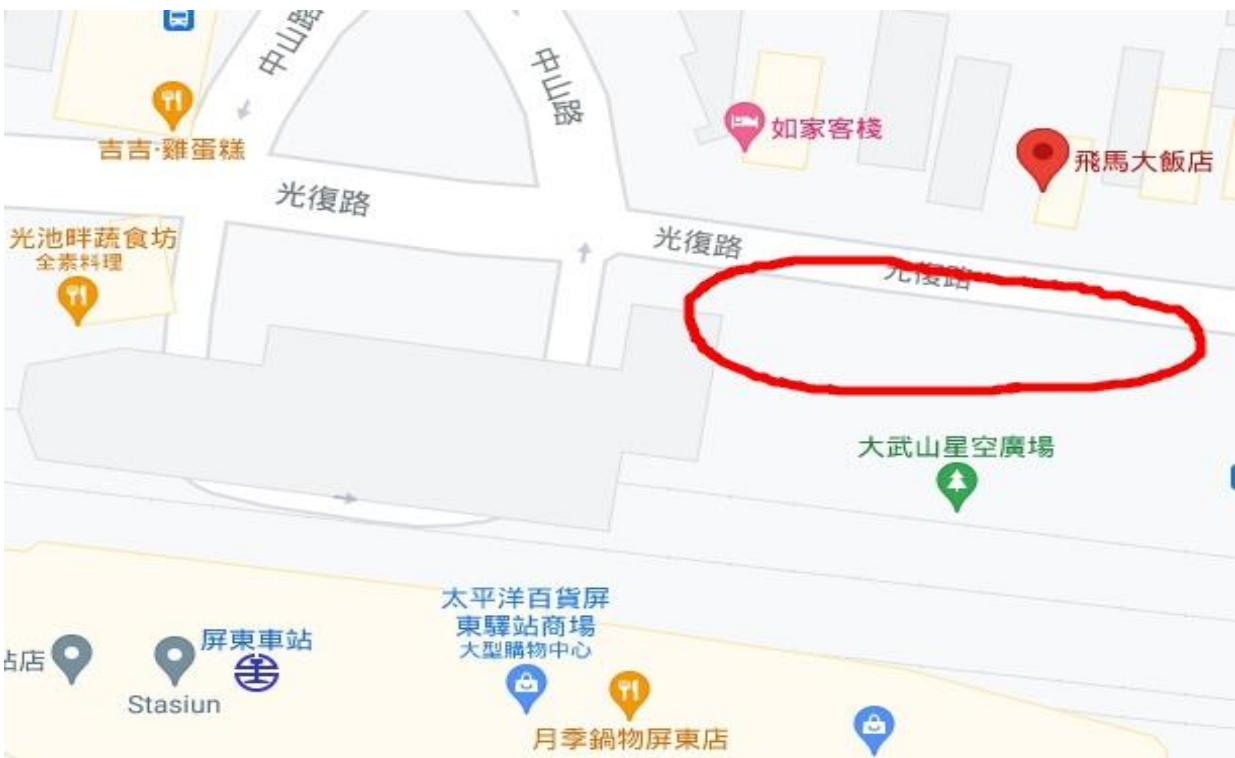 中山路
中山路
吉吉·雞蛋糕
如家客棧
飛馬大飯店
光復路
光池畔蔬食坊
全素料理
光復路
光復路
大武山星空廣場
太平洋百貨屏
東驛站商場
大型購物中心
屏東車站
站店
Stasiun
月季鍋物屏東店